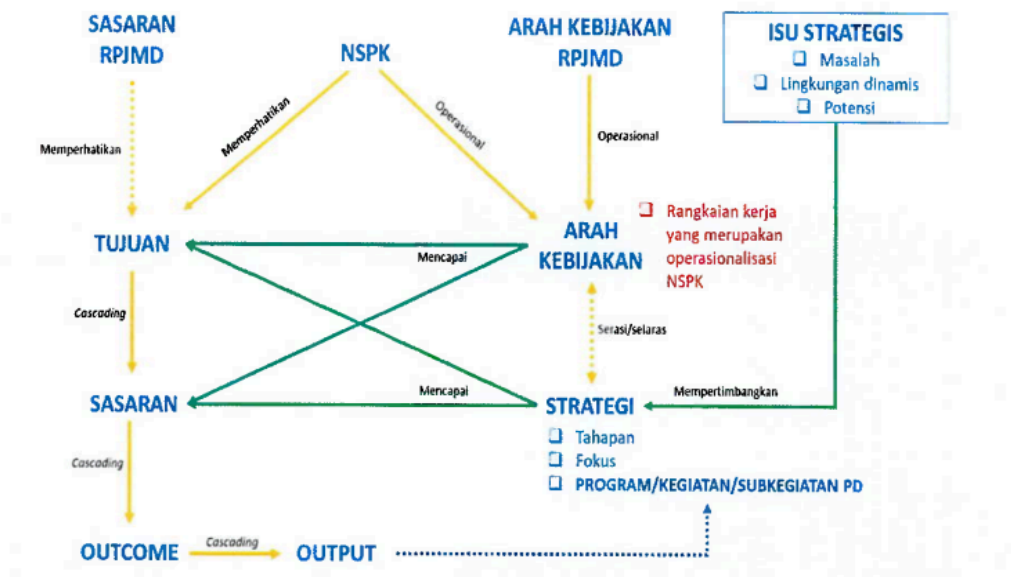 SASARAN
RPJMD
NSPK
ARAH KEBIJAKAN
RPJMD
ISU STRATEGIS
Masalah
Lingkungan dinamis
Potensi
Memperhatikan
Memperhatikan
Operasional
Operasional
TUJUAN
ARAH
KEBIJAKAN
Rangkaian kerja
yang merupakan
operasionalisasi
NSPK
Mencapai
Cascading
Serasi/selaras
SASARAN
Mencapai
STRATEGI
Mempertimbangkan
Tahapan
Fokus
PROGRAM/KEGIATAN/SUBKEGIATAN PD
Cascading
OUTCOME
Cascading
OUTPUT